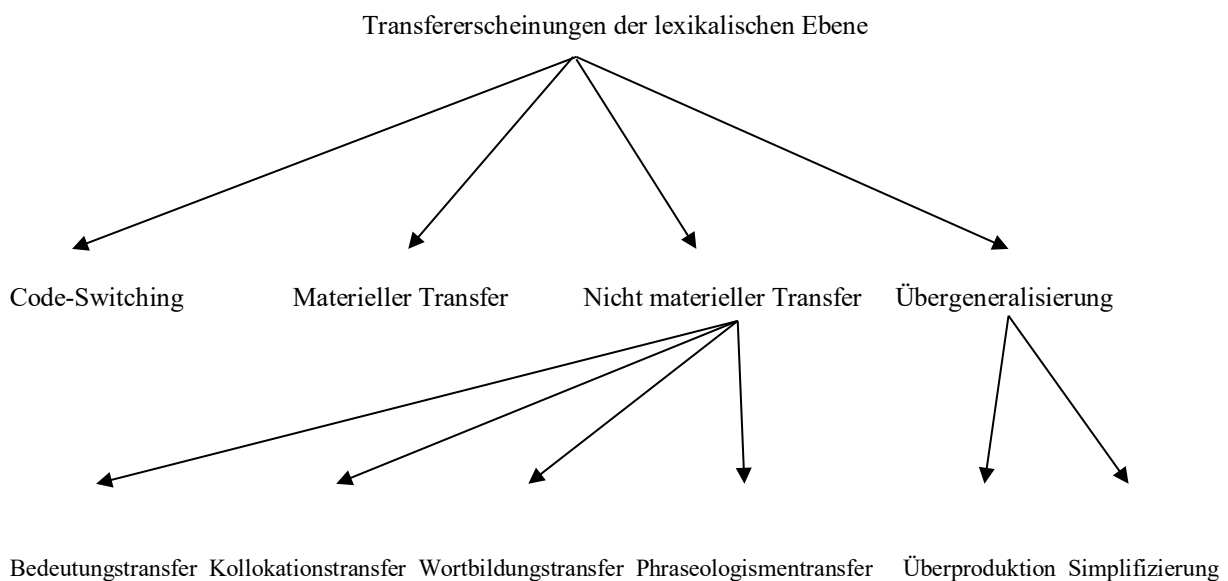 Transfererscheinungen der lexikalischen Ebene
Code-Switching Materieller Transfer Nicht materieller Transfer Übergeneralisierung
Bedeutungstransfer Kollokationstransfer Wortbildungstransfer Phraseologismentransfer Überproduktion Simplifizierung